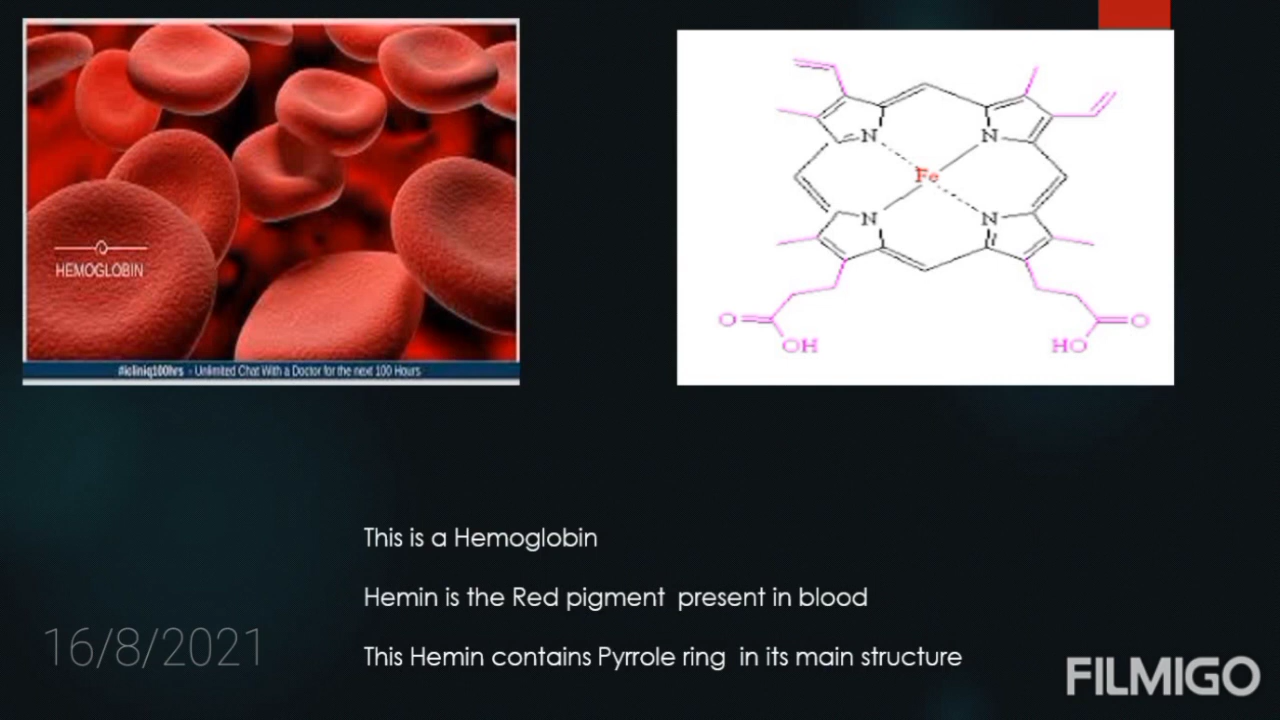 HEMOGLOBIN
#icliniq100hrs - Unlimited Chat With a Doctor for the next 100 Hours
N
N
Fe
N
N
O
OH
HO
O
This is a Hemoglobin
Hemin is the Red pigment present in blood
16/8/2021
This Hemin contains Pyrrole ring in its main structure
FILMIGO